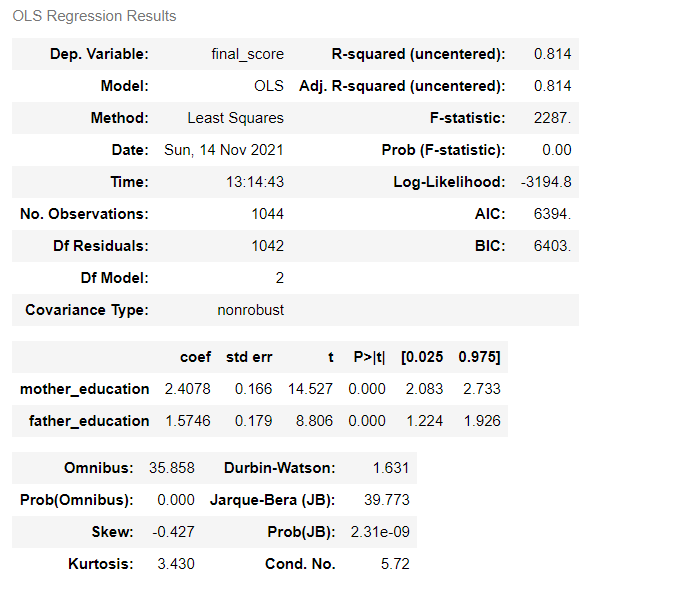 OLS Regression Results
Dep. Variable: final_score R-squared (uncentered): 0.814
Model: OLS Adj. R-squared (uncentered): 0.814
Method: Least Squares F-statistic: 2287.
Date: Sun, 14 Nov 2021 Prob (F-statistic): 0.00
Time: 13:14:43 Log-Likelihood: -3194.8
No. Observations: 1044 AIC: 6394.
Df Residuals: 1042 BIC: 6403.
Df Model: 2
Covariance Type: nonrobust
coef std err t P>|t| [0.025 0.975]
mother_education 2.4078 0.166 14.527 0.000 2.083 2.733
father_education 1.5746 0.179 8.806 0.000 1.224 1.926
Omnibus: 35.858 Durbin-Watson: 1.631
Prob(Omnibus): 0.000 Jarque-Bera (JB): 39.773
Skew: -0.427 Prob(JB): 2.31e-09
Kurtosis: 3.430 Cond. No. 5.72